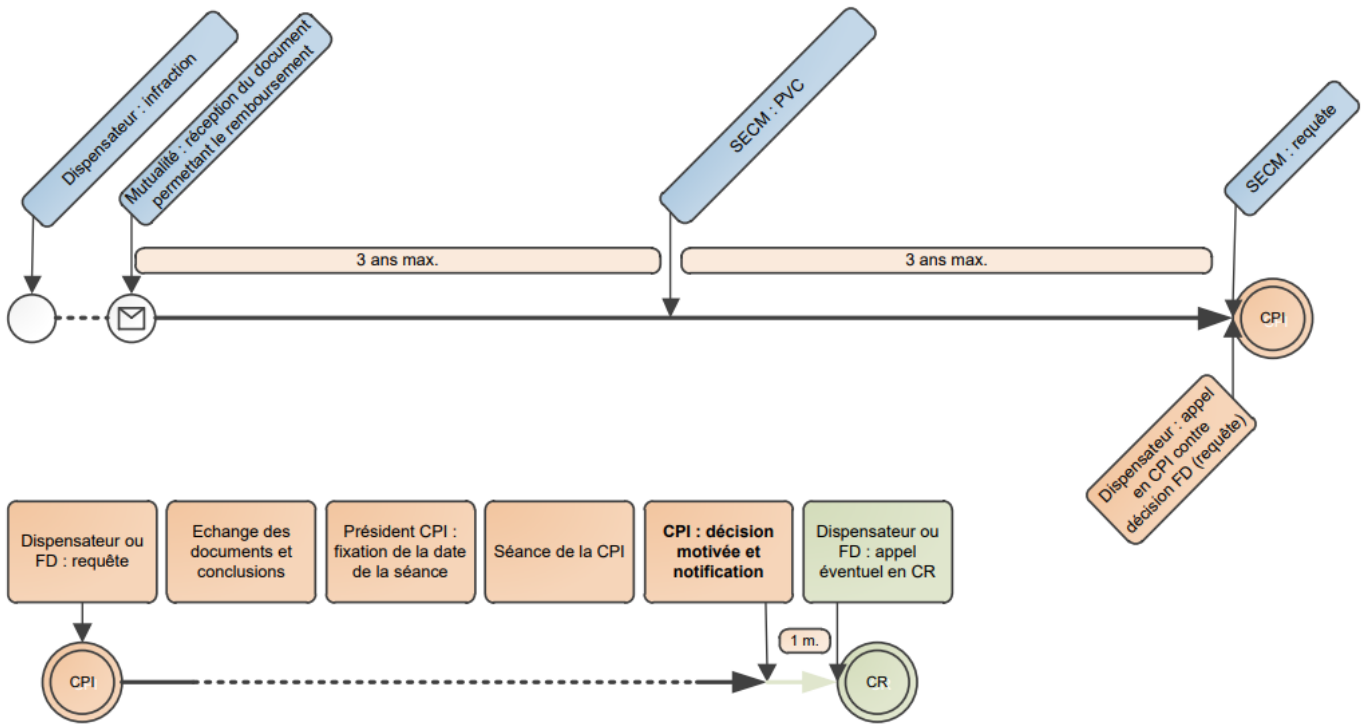 Dispensateur : infraction
Mutualité : réception du document
permettant le remboursement
SECM : PVC
SECM : requête
3 ans max.
3 ans max.
CPI
Dispensateur : appel
en CPI contre
décision FD (requête)
Dispensateur ou
FD : requête
Echange des
documents et
conclusions
Président CPI :
fixation de la date
de la séance
Séance de la CPI
CPI : décision
motivée et
notification
Dispensateur ou
FD : appel
éventuel en CR
1 m.
CPI
CR